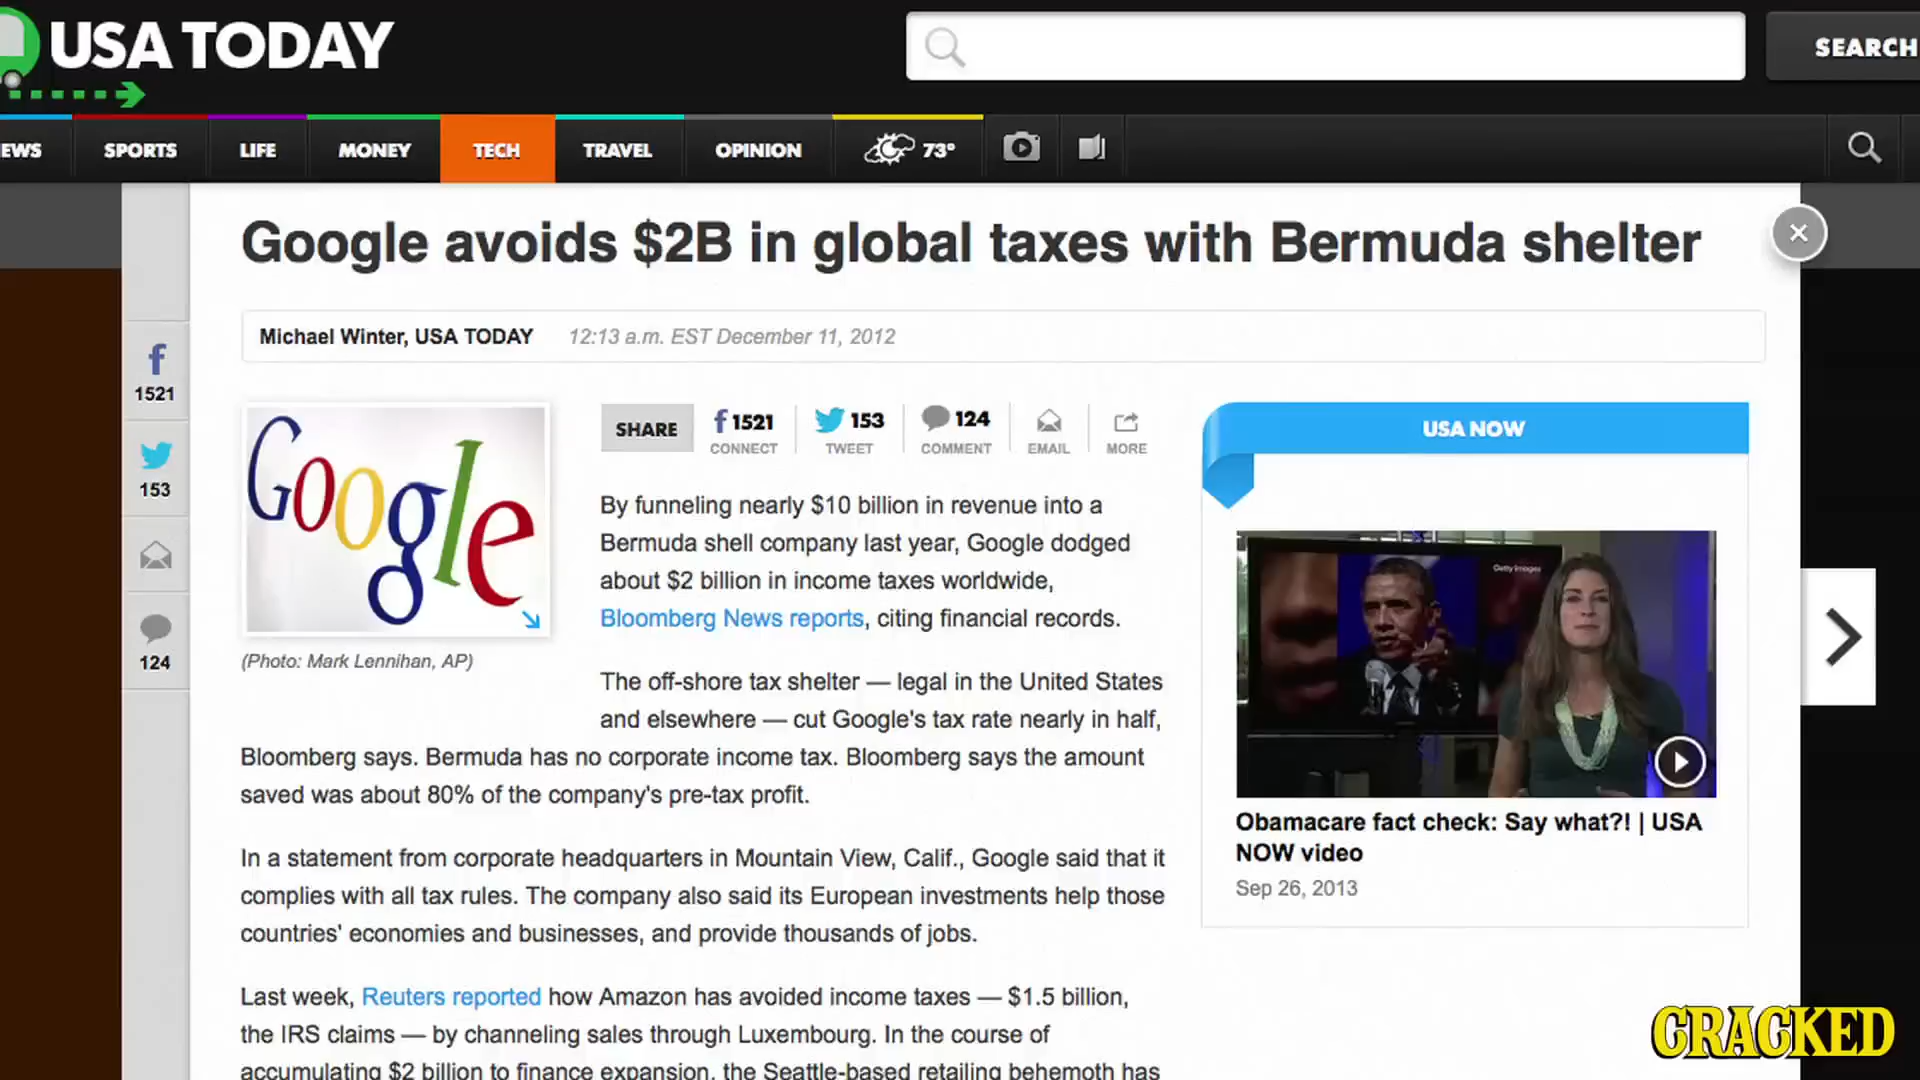 USA TODAY
SEARCH
EWS
SPORTS
LIFE
MONEY
TECH
TRAVEL
OPINION
73°
Google avoids $2B in global taxes with Bermuda shelter
Michael Winter, USA TODAY 12:13 a.m. EST December 11, 2012
1521
153
124
Google
(Photo: Mark Lennihan, AP)
SHARE
1521
CONNECT
153
TWEET
124
COMMENT
EMAIL
MORE
By funneling nearly $10 billion in revenue into a
Bermuda shell company last year, Google dodged
about $2 billion in income taxes worldwide,
Bloomberg News reports, citing financial records.
The off-shore tax shelter — legal in the United States
and elsewhere — cut Google's tax rate nearly in half,
Bloomberg says. Bermuda has no corporate income tax. Bloomberg says the amount
saved was about 80% of the company's pre-tax profit.
In a statement from corporate headquarters in Mountain View, Calif., Google said that it
complies with all tax rules. The company also said its European investments help those
countries' economies and businesses, and provide thousands of jobs.
Last week, Reuters reported how Amazon has avoided income taxes — $1.5 billion,
the IRS claims — by channeling sales through Luxembourg. In the course of
accumulating $2 billion to finance expansion, the Seattle-based retailing behemoth has
USA NOW
Getty Images
Obamacare fact check: Say what?! | USA
NOW video
Sep 26, 2013
CRACKED